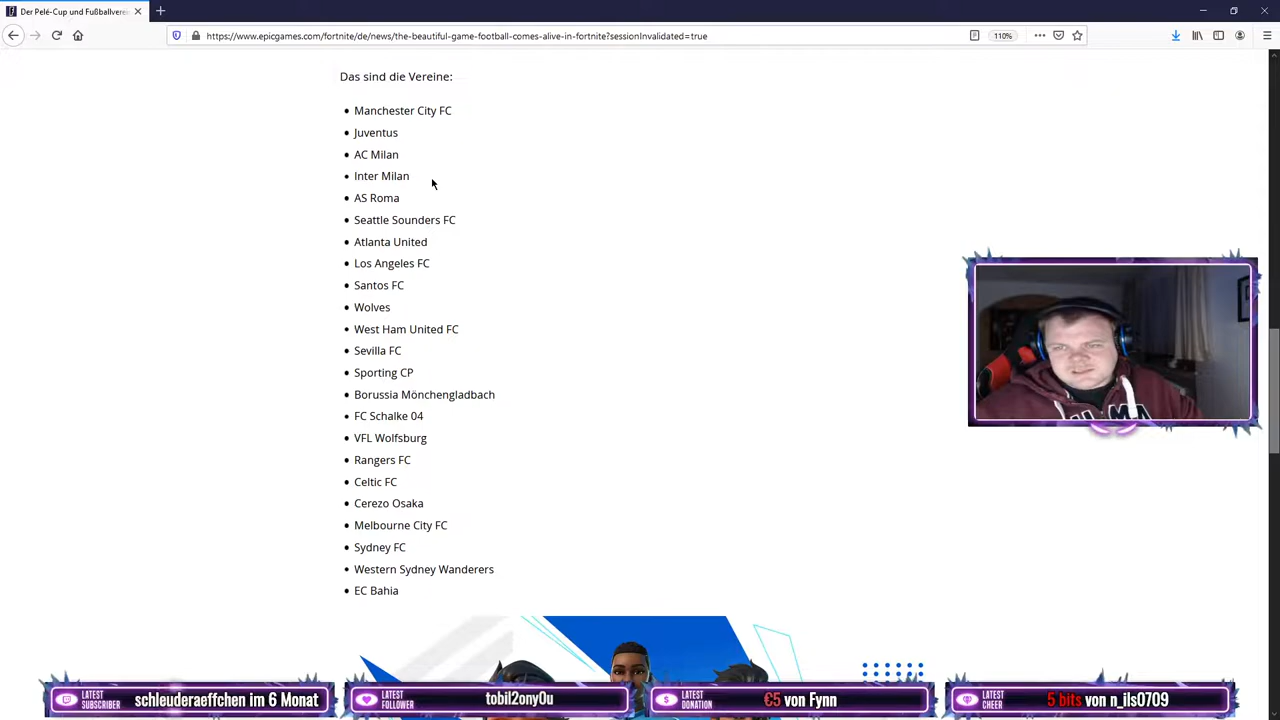 Der Pelé-Cup und Fußballverei
https://www.epicgames.com/fortnite/de/news/the-beautiful-game-football-comes-alive-in-fortnite?sessionInvalidated=true
110%
Das sind die Vereine:
Manchester City FC
Juventus
AC Milan
Inter Milan
AS Roma
Seattle Sounders FC
Atlanta United
Los Angeles FC
Santos FC
Wolves
West Ham United FC
Sevilla FC
Sporting CP
Borussia Mönchengladbach
FC Schalke 04
VFL Wolfsburg
Rangers FC
Celtic FC
Cerezo Osaka
Melbourne City FC
Sydney FC
Western Sydney Wanderers
EC Bahia
LATEST SUBSCRIBER schleuderaeffchen im 6 Monat
LATEST FOLLOWER tobil2ony0u
LATEST DONATION €5 von Fynn
LATEST CHEER 5 bits von n_ils0709